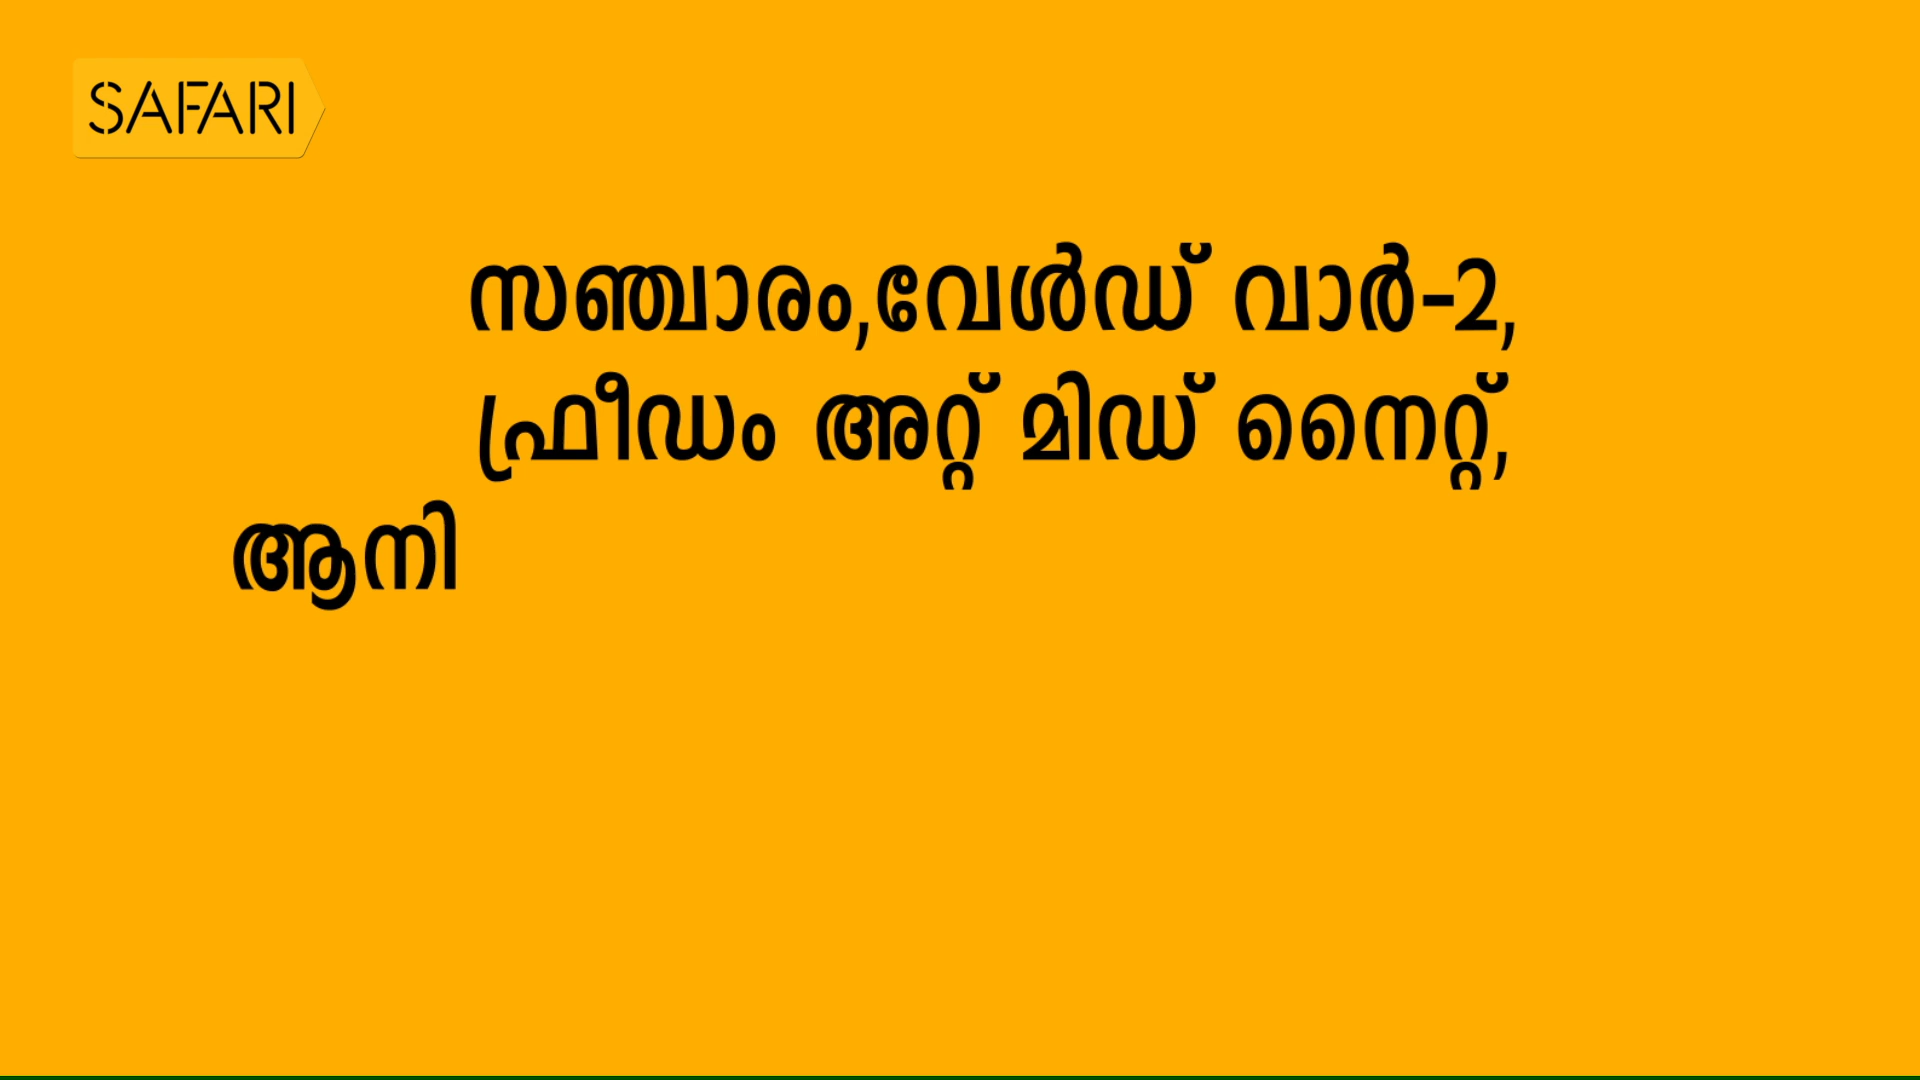 SAFARI
സഞ്ചാരം,വേൾഡ് വാർ-2,
ഫ്രീഡം അറ്റ് മിഡ് നൈറ്റ്,
ആനി